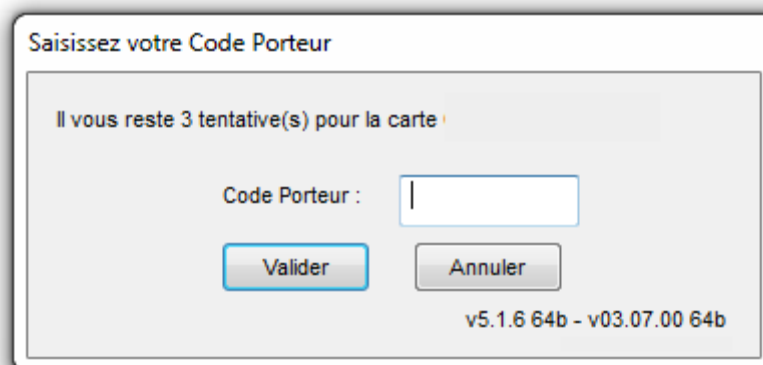 Saisissez votre Code Porteur
Il vous reste 3 tentative(s) pour la carte
Code Porteur :
Valider
Annuler
v5.1.6 64b - v03.07.00 64b